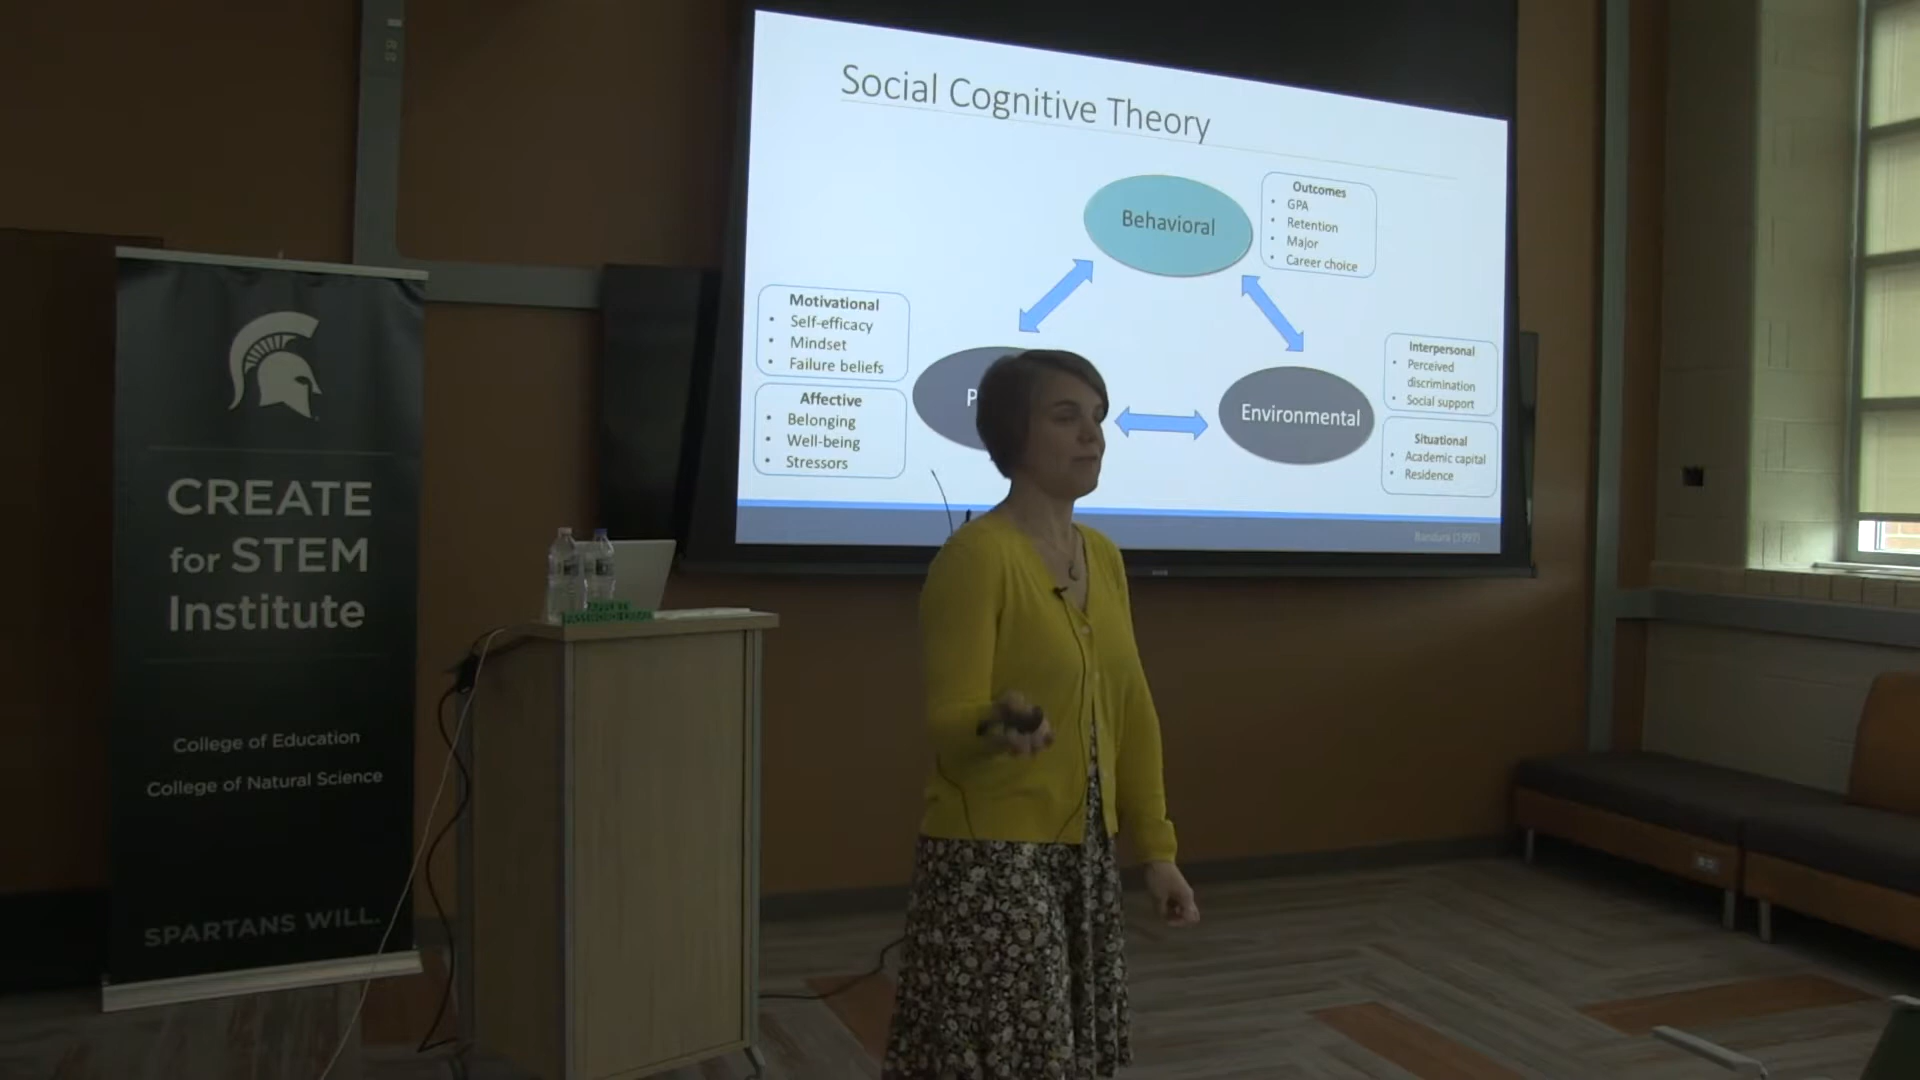 Social Cognitive Theory
Behavioral
Outcomes
• GPA
• Retention
• Major
• Career choice
Motivational
• Self-efficacy
• Mindset
• Failure beliefs
Affective
• Belonging
• Well-being
• Stressors
P
Environmental
Interpersonal
• Perceived
discrimination
• Social support
Situational
• Academic capital
• Residence
Bandura (1997)
CREATE
for STEM
Institute
College of Education
College of Natural Science
SPARTANS WILL.